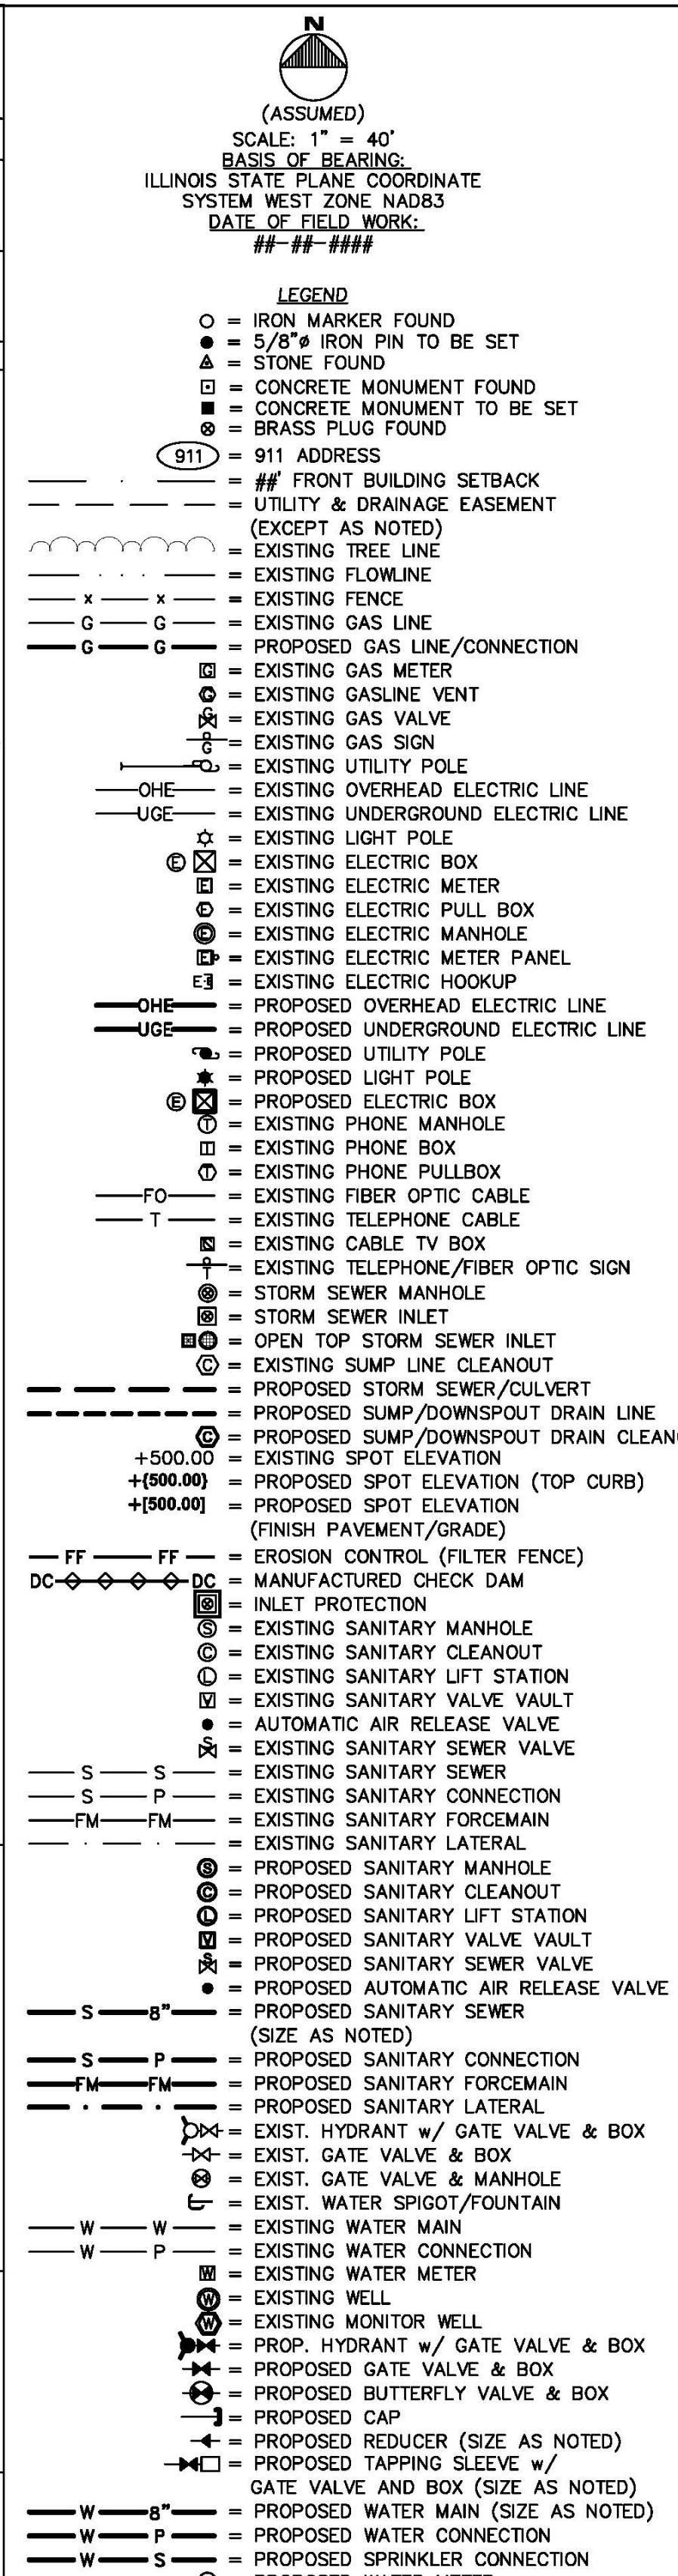 N
(ASSUMED)
SCALE: 1" = 40'
BASIS OF BEARING:
ILLINOIS STATE PLANE COORDINATE
SYSTEM WEST ZONE NAD83
DATE OF FIELD WORK:
##-##-####
LEGEND
= IRON MARKER FOUND
= 5/8"ø IRON PIN TO BE SET
= STONE FOUND
= CONCRETE MONUMENT FOUND
= CONCRETE MONUMENT TO BE SET
= BRASS PLUG FOUND
911 = 911 ADDRESS
= ##' FRONT BUILDING SETBACK
= UTILITY & DRAINAGE EASEMENT
(EXCEPT AS NOTED)
= EXISTING TREE LINE
= EXISTING FLOWLINE
x x = EXISTING FENCE
G G = EXISTING GAS LINE
G G = PROPOSED GAS LINE/CONNECTION
G = EXISTING GAS METER
G = EXISTING GASLINE VENT
G = EXISTING GAS VALVE
G = EXISTING GAS SIGN
= EXISTING UTILITY POLE
OHE = EXISTING OVERHEAD ELECTRIC LINE
UGE = EXISTING UNDERGROUND ELECTRIC LINE
= EXISTING LIGHT POLE
E = EXISTING ELECTRIC BOX
E = EXISTING ELECTRIC METER
E = EXISTING ELECTRIC PULL BOX
E = EXISTING ELECTRIC MANHOLE
E = EXISTING ELECTRIC METER PANEL
E = EXISTING ELECTRIC HOOKUP
OHE = PROPOSED OVERHEAD ELECTRIC LINE
UGE = PROPOSED UNDERGROUND ELECTRIC LINE
= PROPOSED UTILITY POLE
= PROPOSED LIGHT POLE
E = PROPOSED ELECTRIC BOX
T = EXISTING PHONE MANHOLE
T = EXISTING PHONE BOX
T = EXISTING PHONE PULLBOX
FO = EXISTING FIBER OPTIC CABLE
T = EXISTING TELEPHONE CABLE
= EXISTING CABLE TV BOX
T = EXISTING TELEPHONE/FIBER OPTIC SIGN
= STORM SEWER MANHOLE
= STORM SEWER INLET
= OPEN TOP STORM SEWER INLET
C = EXISTING SUMP LINE CLEANOUT
= PROPOSED STORM SEWER/CULVERT
= PROPOSED SUMP/DOWNSPOUT DRAIN LINE
C = PROPOSED SUMP/DOWNSPOUT DRAIN
+500.00 = EXISTING SPOT ELEVATION
+{500.00} = PROPOSED SPOT ELEVATION (TOP CURB)
+[500.00] = PROPOSED SPOT ELEVATION
(FINISH PAVEMENT/GRADE)
FF FF = EROSION CONTROL (FILTER FENCE)
DC DC = MANUFACTURED CHECK DAM
= INLET PROTECTION
S = EXISTING SANITARY MANHOLE
C = EXISTING SANITARY CLEANOUT
L = EXISTING SANITARY LIFT STATION
V = EXISTING SANITARY VALVE VAULT
= AUTOMATIC AIR RELEASE VALVE
S = EXISTING SANITARY SEWER VALVE
S S = EXISTING SANITARY SEWER
S P = EXISTING SANITARY CONNECTION
FM FM = EXISTING SANITARY FORCEMAIN
= EXISTING SANITARY LATERAL
S = PROPOSED SANITARY MANHOLE
C = PROPOSED SANITARY CLEANOUT
L = PROPOSED SANITARY LIFT STATION
V = PROPOSED SANITARY VALVE VAULT
S = PROPOSED SANITARY SEWER VALVE
= PROPOSED AUTOMATIC AIR RELEASE VALVE
S 8" = PROPOSED SANITARY SEWER
(SIZE AS NOTED)
S P = PROPOSED SANITARY CONNECTION
FM FM = PROPOSED SANITARY FORCEMAIN
= PROPOSED SANITARY LATERAL
= EXIST. HYDRANT w/ GATE VALVE & BOX
= EXIST. GATE VALVE & BOX
= EXIST. GATE VALVE & MANHOLE
= EXIST. WATER SPIGOT/FOUNTAIN
W W = EXISTING WATER MAIN
W P = EXISTING WATER CONNECTION
W = EXISTING WATER METER
W = EXISTING WELL
W = EXISTING MONITOR WELL
= PROP. HYDRANT w/ GATE VALVE & BOX
= PROPOSED GATE VALVE & BOX
= PROPOSED BUTTERFLY VALVE & BOX
= PROPOSED CAP
= PROPOSED REDUCER (SIZE AS NOTED)
= PROPOSED TAPPING SLEEVE w/
GATE VALVE AND BOX (SIZE AS NOTED)
W 8" = PROPOSED WATER MAIN (SIZE AS NOTED)
W P = PROPOSED WATER CONNECTION
W S = PROPOSED SPRINKLER CONNECTION